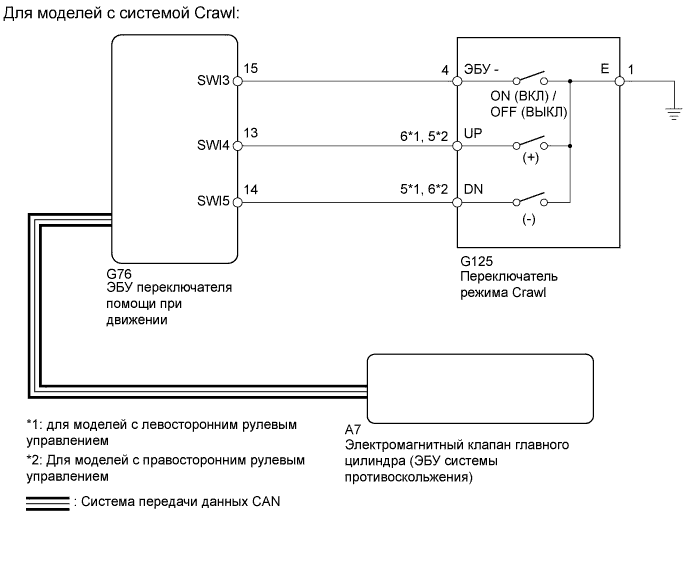 Для моделей с системой Crawl:
SWI3
15
4
ЭБУ -
E
1
ON (ВКЛ) /
OFF (ВЫКЛ)
SWI4
13
6*1, 5*2
UP
(+)
SWI5
14
5*1, 6*2
DN
(-)
G76
ЭБУ переключателя
помощи при
движении
G125
Переключатель
режима Crawl
*1: для моделей с левосторонним рулевым
управлением
*2: Для моделей с правосторонним рулевым
управлением
: Система передачи данных CAN
A7
Электромагнитный клапан главного
цилиндра (ЭБУ системы
противоскольжения)